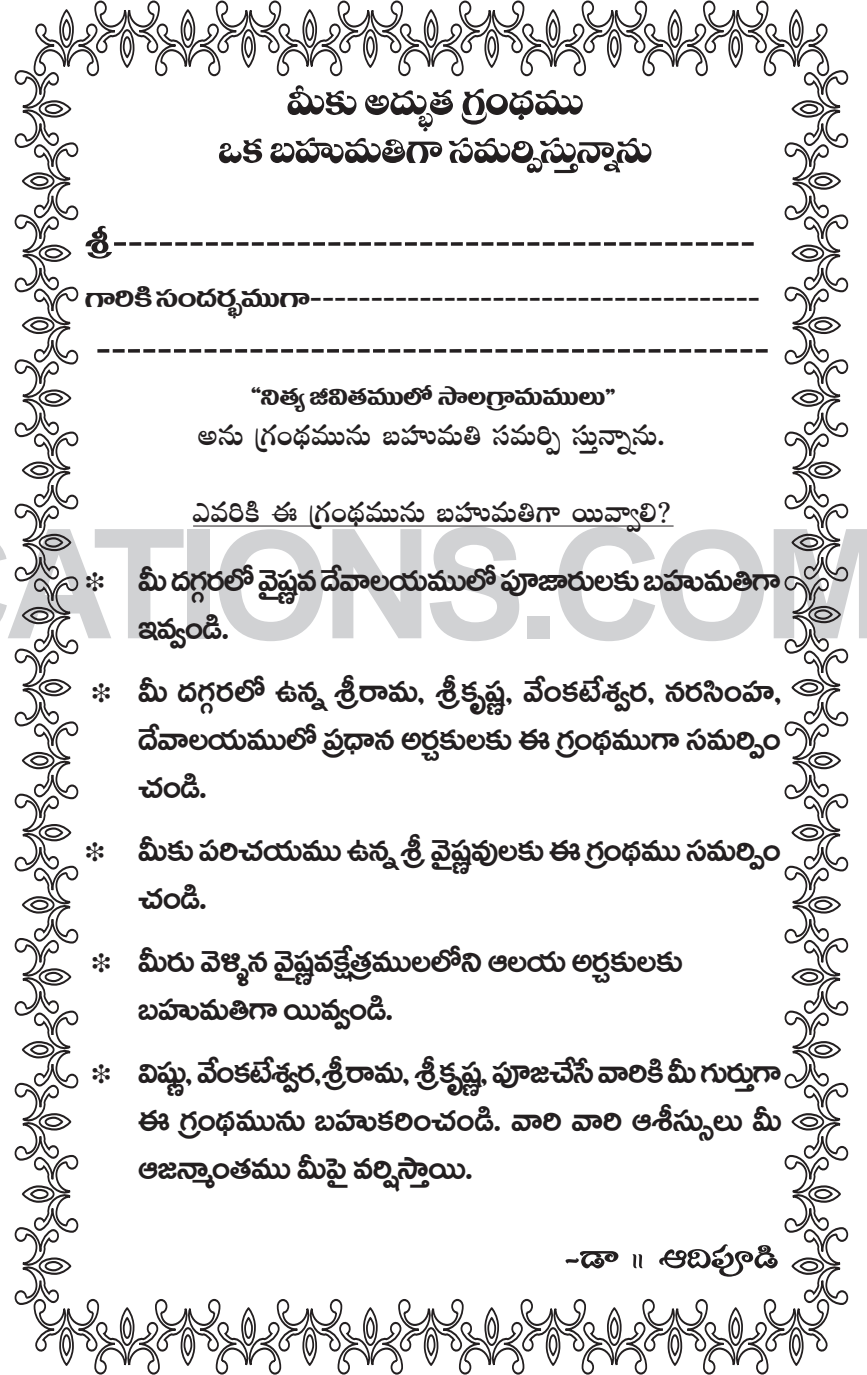 మీకు అద్భుత గ్రంథము
ఒక బహుమతిగా సమర్పిస్తున్నాను
శ్రీ------------------------------------------
గారికి సందర్భముగా------------------------------------
--------------------------------------------
“నిత్య జీవితములో సాలగ్రామములు”
అను గ్రంథమును బహుమతి సమర్పి స్తున్నాను.
ఎవరికి ఈ గ్రంథమును బహుమతిగా యివ్వాలి?
CATIONS.COM
* మీ దగ్గరలో వైష్ణవ దేవాలయములో పూజారులకు బహుమతిగా
ఇవ్వండి.
* మీ దగ్గరలో ఉన్న శ్రీరామ, శ్రీకృష్ణ, వేంకటేశ్వర, నరసింహ,
దేవాలయములో ప్రధాన అర్చకులకు ఈ గ్రంథముగా సమర్పిం
చండి.
* మీకు పరిచయము ఉన్న శ్రీ వైష్ణవులకు ఈ గ్రంథము సమర్పిం
చండి.
* మీరు వెళ్ళిన వైష్ణవక్షేత్రములలోని ఆలయ అర్చకులకు
బహుమతిగా యివ్వండి.
* విష్ణు, వేంకటేశ్వర,శ్రీరామ, శ్రీకృష్ణ, పూజచేసే వారికి మీ గుర్తుగా
ఈ గ్రంథమును బహుకరించండి. వారి వారి ఆశీస్సులు మీ
ఆజన్మాంతము మీపై వర్షిస్తాయి.
-డా ॥ ఆదిపూడి